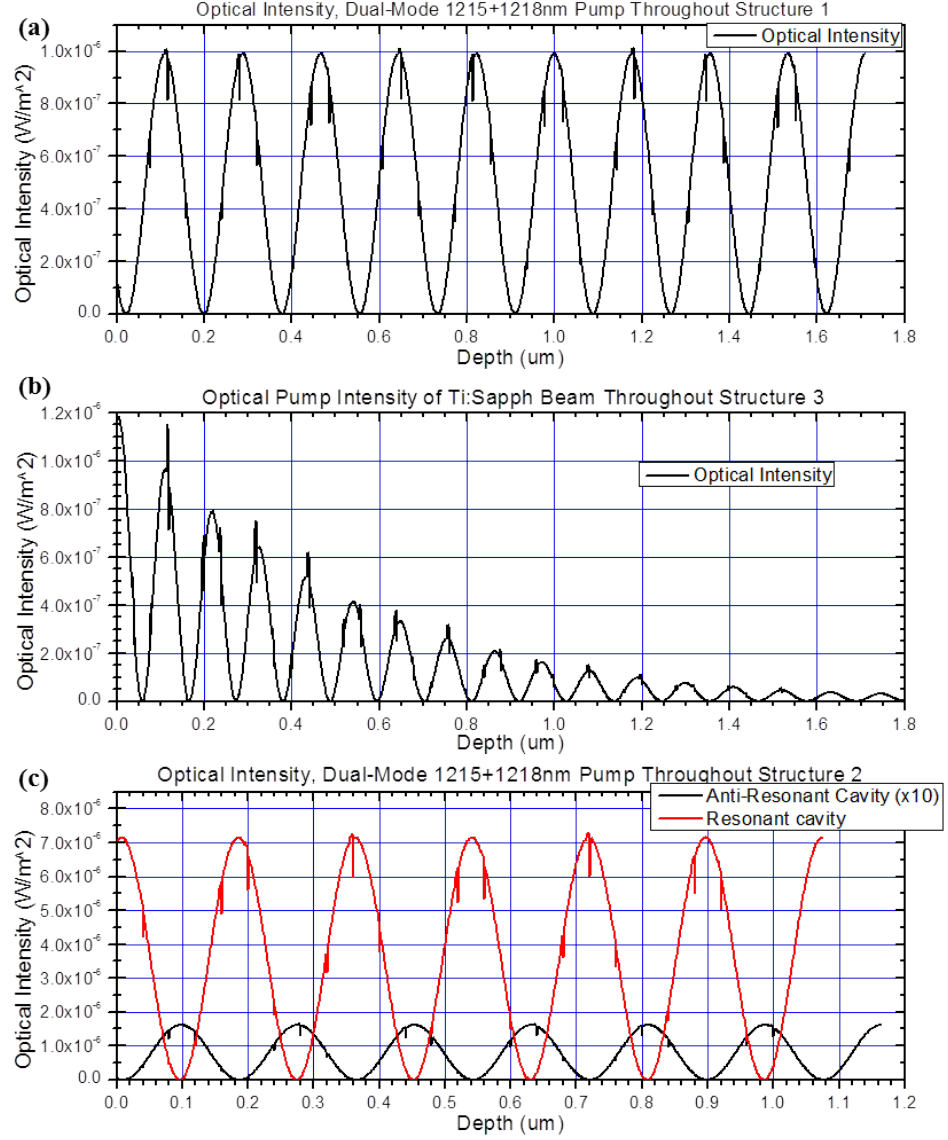 (a)
Optical Intensity, Dual-Mode 1215+1218nm Pump Throughout Structure 1
Optical Intensity
Optical Intensity (W/m^2)
1.0x10⁻⁶
8.0x10⁻⁷
6.0x10⁻⁷
4.0x10⁻⁷
2.0x10⁻⁷
0.0
0.0 0.2 0.4 0.6 0.8 1.0 1.2 1.4 1.6 1.8
Depth (um)
(b)
Optical Pump Intensity of Ti:Sapph Beam Throughout Structure 3
Optical Intensity
Optical Intensity (W/m^2)
1.2x10⁻⁶
1.0x10⁻⁶
8.0x10⁻⁷
6.0x10⁻⁷
4.0x10⁻⁷
2.0x10⁻⁷
0.0
0.0 0.2 0.4 0.6 0.8 1.0 1.2 1.4 1.6 1.8
Depth (um)
(c)
Optical Intensity, Dual-Mode 1215+1218nm Pump Throughout Structure 2
Anti-Resonant Cavity (x10)
Resonant cavity
Optical Intensity (W/m^2)
8.0x10⁻⁶
7.0x10⁻⁶
6.0x10⁻⁶
5.0x10⁻⁶
4.0x10⁻⁶
3.0x10⁻⁶
2.0x10⁻⁶
1.0x10⁻⁶
0.0
0.0 0.1 0.2 0.3 0.4 0.5 0.6 0.7 0.8 0.9 1.0 1.1 1.2
Depth (um)